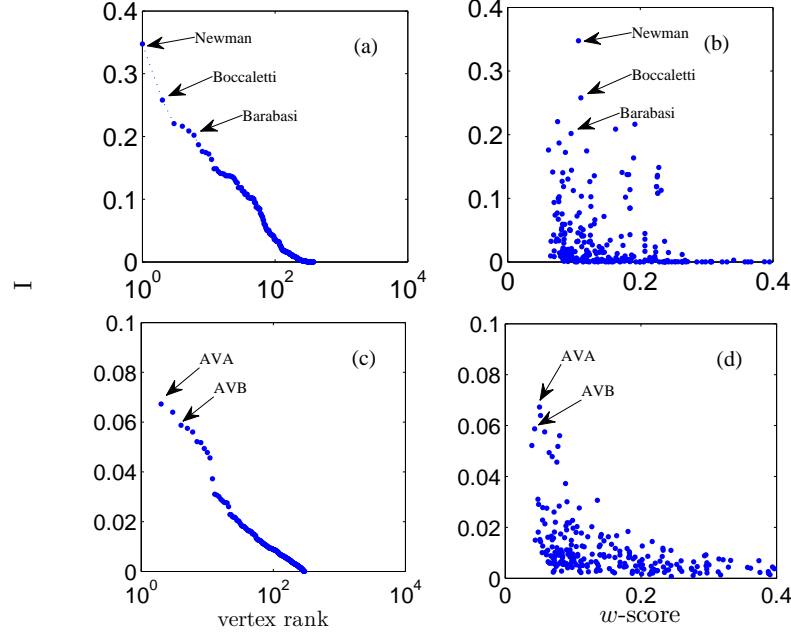 0.4
0.3
0.2
0.1
0
10^0
10^2
10^4
Newman
Boccaletti
Barabasi
(a)
0.4
0.3
0.2
0.1
0
0
0.2
0.4
Newman
Boccaletti
Barabasi
(b)
I
0.1
0.08
0.06
0.04
0.02
0
10^0
10^2
10^4
AVA
AVB
(c)
vertex rank
0.1
0.08
0.06
0.04
0.02
0
0
0.2
0.4
AVA
AVB
(d)
w-score